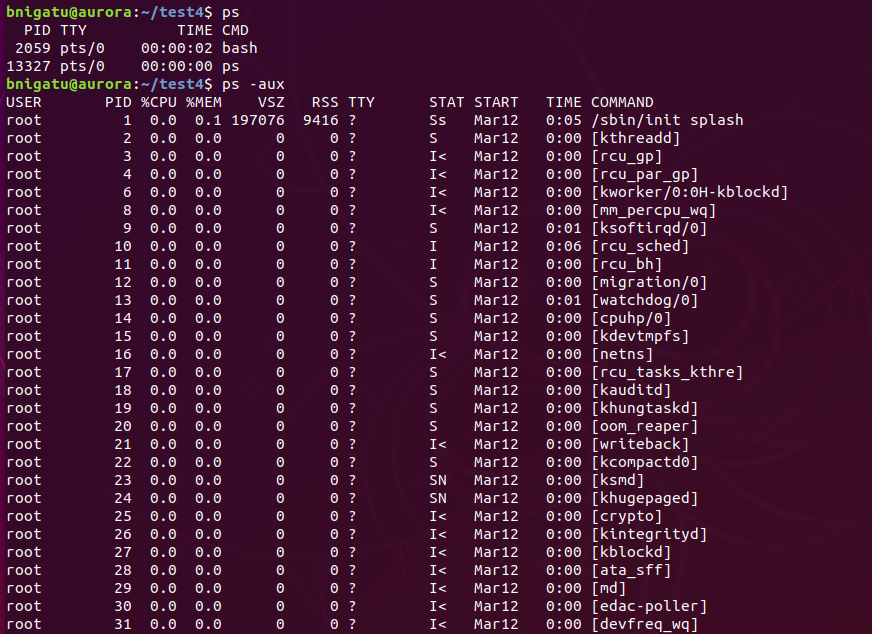 bnigatu@aurora:~/test4$ ps
  PID TTY          TIME CMD
 2059 pts/0    00:00:02 bash
13327 pts/0    00:00:00 ps
bnigatu@aurora:~/test4$ ps -aux
USER       PID %CPU %MEM    VSZ   RSS TTY      STAT START   TIME COMMAND
root         1  0.0  0.1 197076  9416 ?        Ss   Mar12   0:05 /sbin/init splash
root         2  0.0  0.0      0     0 ?        S    Mar12   0:00 [kthreadd]
root         3  0.0  0.0      0     0 ?        I<   Mar12   0:00 [rcu_gp]
root         4  0.0  0.0      0     0 ?        I<   Mar12   0:00 [rcu_par_gp]
root         6  0.0  0.0      0     0 ?        I<   Mar12   0:00 [kworker/0:0H-kblockd]
root         8  0.0  0.0      0     0 ?        I<   Mar12   0:00 [mm_percpu_wq]
root         9  0.0  0.0      0     0 ?        S    Mar12   0:01 [ksoftirqd/0]
root        10  0.0  0.0      0     0 ?        I    Mar12   0:06 [rcu_sched]
root        11  0.0  0.0      0     0 ?        I    Mar12   0:00 [rcu_bh]
root        12  0.0  0.0      0     0 ?        S    Mar12   0:00 [migration/0]
root        13  0.0  0.0      0     0 ?        S    Mar12   0:01 [watchdog/0]
root        14  0.0  0.0      0     0 ?        S    Mar12   0:00 [cpuhp/0]
root        15  0.0  0.0      0     0 ?        S    Mar12   0:00 [kdevtmpfs]
root        16  0.0  0.0      0     0 ?        I<   Mar12   0:00 [netns]
root        17  0.0  0.0      0     0 ?        S    Mar12   0:00 [rcu_tasks_kthre]
root        18  0.0  0.0      0     0 ?        S    Mar12   0:00 [kauditd]
root        19  0.0  0.0      0     0 ?        S    Mar12   0:00 [khungtaskd]
root        20  0.0  0.0      0     0 ?        S    Mar12   0:00 [oom_reaper]
root        21  0.0  0.0      0     0 ?        I<   Mar12   0:00 [writeback]
root        22  0.0  0.0      0     0 ?        S    Mar12   0:00 [kcompactd0]
root        23  0.0  0.0      0     0 ?        SN   Mar12   0:00 [ksmd]
root        24  0.0  0.0      0     0 ?        SN   Mar12   0:00 [khugepaged]
root        25  0.0  0.0      0     0 ?        I<   Mar12   0:00 [crypto]
root        26  0.0  0.0      0     0 ?        I<   Mar12   0:00 [kintegrityd]
root        27  0.0  0.0      0     0 ?        I<   Mar12   0:00 [kblockd]
root        28  0.0  0.0      0     0 ?        I<   Mar12   0:00 [ata_sff]
root        29  0.0  0.0      0     0 ?        I<   Mar12   0:00 [md]
root        30  0.0  0.0      0     0 ?        I<   Mar12   0:00 [edac-poller]
root        31  0.0  0.0      0     0 ?        I<   Mar12   0:00 [devfreq_wq]